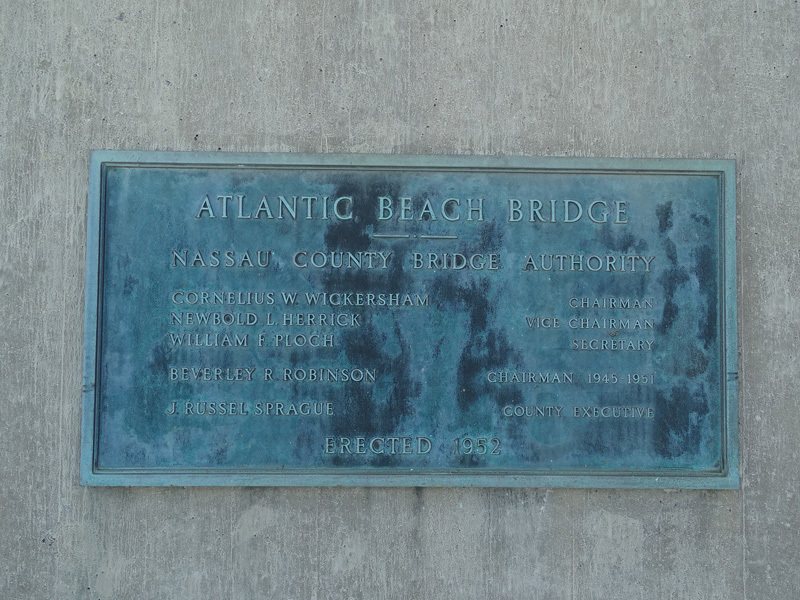 ATLANTIC BEACH BRIDGE
NASSAU COUNTY BRIDGE AUTHORITY
CORNELIUS W. WICKERSHAM CHAIRMAN
NEWBOLD L. HERRICK VICE CHAIRMAN
WILLIAM F. PLOCH SECRETARY
BEVERLEY R. ROBINSON CHAIRMAN 1945-1951
J. RUSSEL SPRAGUE COUNTY EXECUTIVE
ERECTED 1952